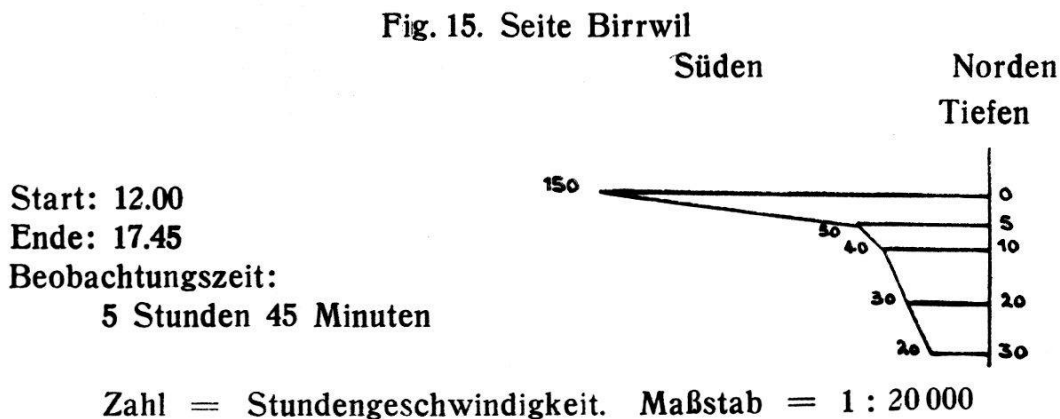 Fig. 15. Seite Birrwil
Süden Norden
Tiefen
150 0
Start: 12.00
50 5
Ende: 17.45
40 10
Beobachtungszeit:
30 20
5 Stunden 45 Minuten
20 30
Zahl = Stundengeschwindigkeit. Maßstab = 1 : 20 000